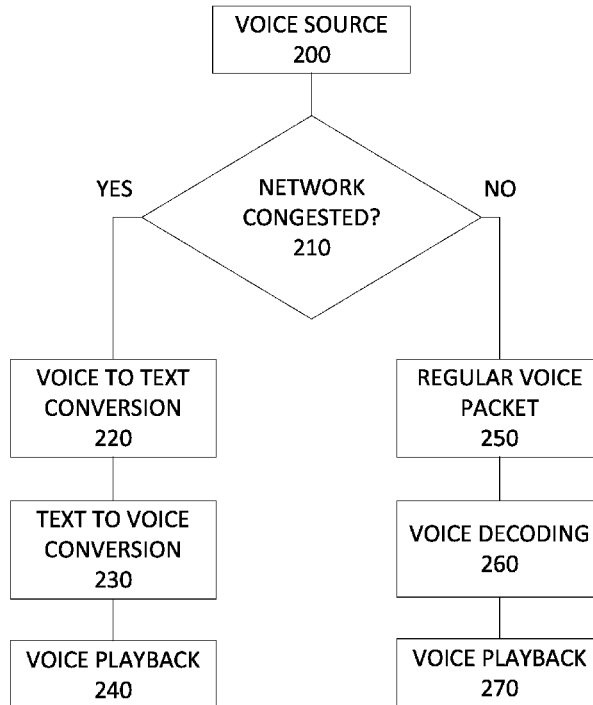 VOICE SOURCE
200
YES
NETWORK
CONGESTED?
210
NO
VOICE TO TEXT
CONVERSION
220
REGULAR VOICE
PACKET
250
TEXT TO VOICE
CONVERSION
230
VOICE DECODING
260
VOICE PLAYBACK
240
VOICE PLAYBACK
270